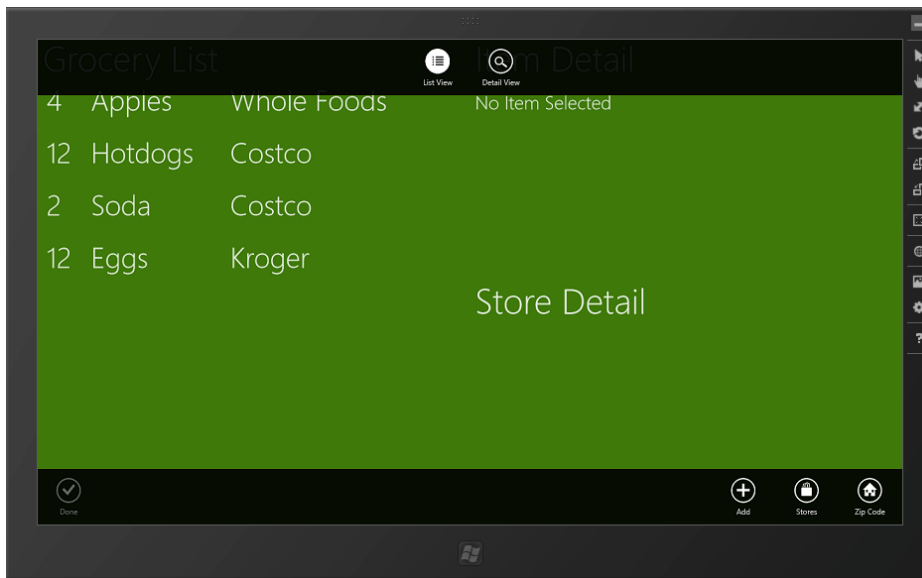 Grocery List
Item Detail
List View
Detail View
4 Apples Whole Foods
No Item Selected
12 Hotdogs Costco
2 Soda Costco
12 Eggs Kroger
Store Detail
Done
Add
Stores
Zip Code
?